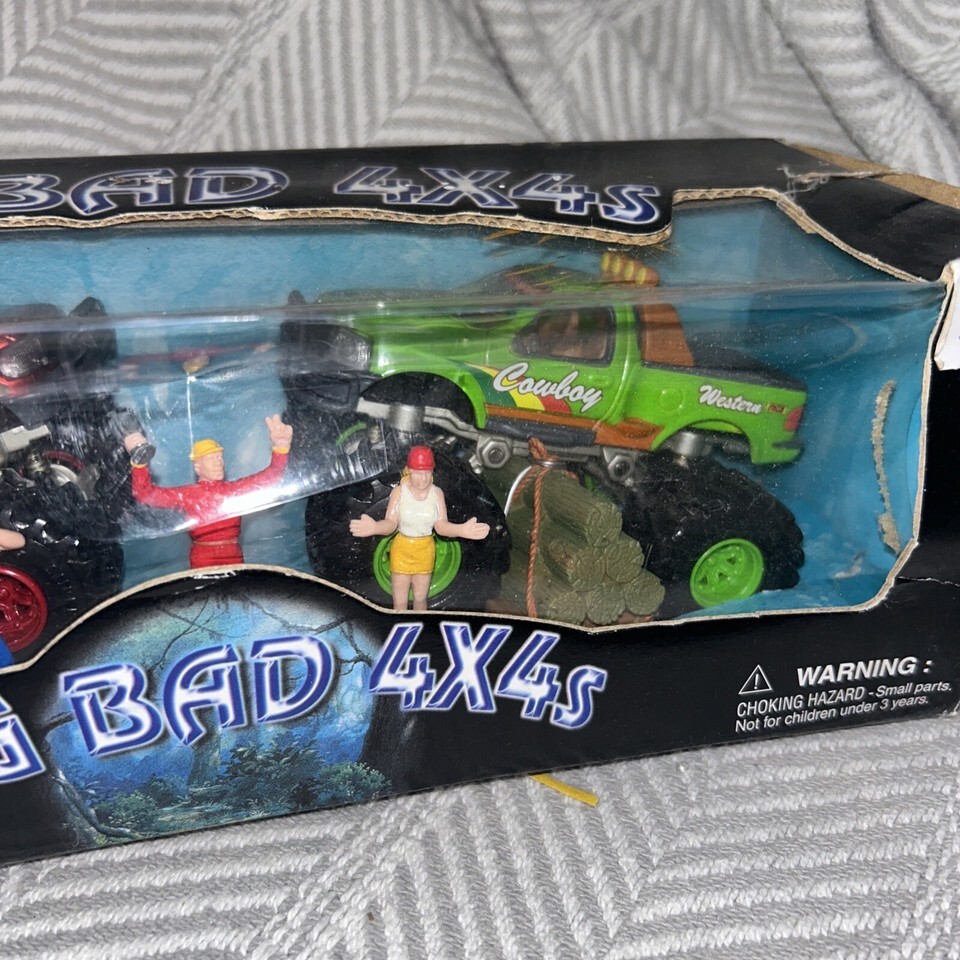 BAD 4X4s
Cowboy
Western
G BAD 4X4s
WARNING :
CHOKING HAZARD - Small parts.
Not for children under 3 years.